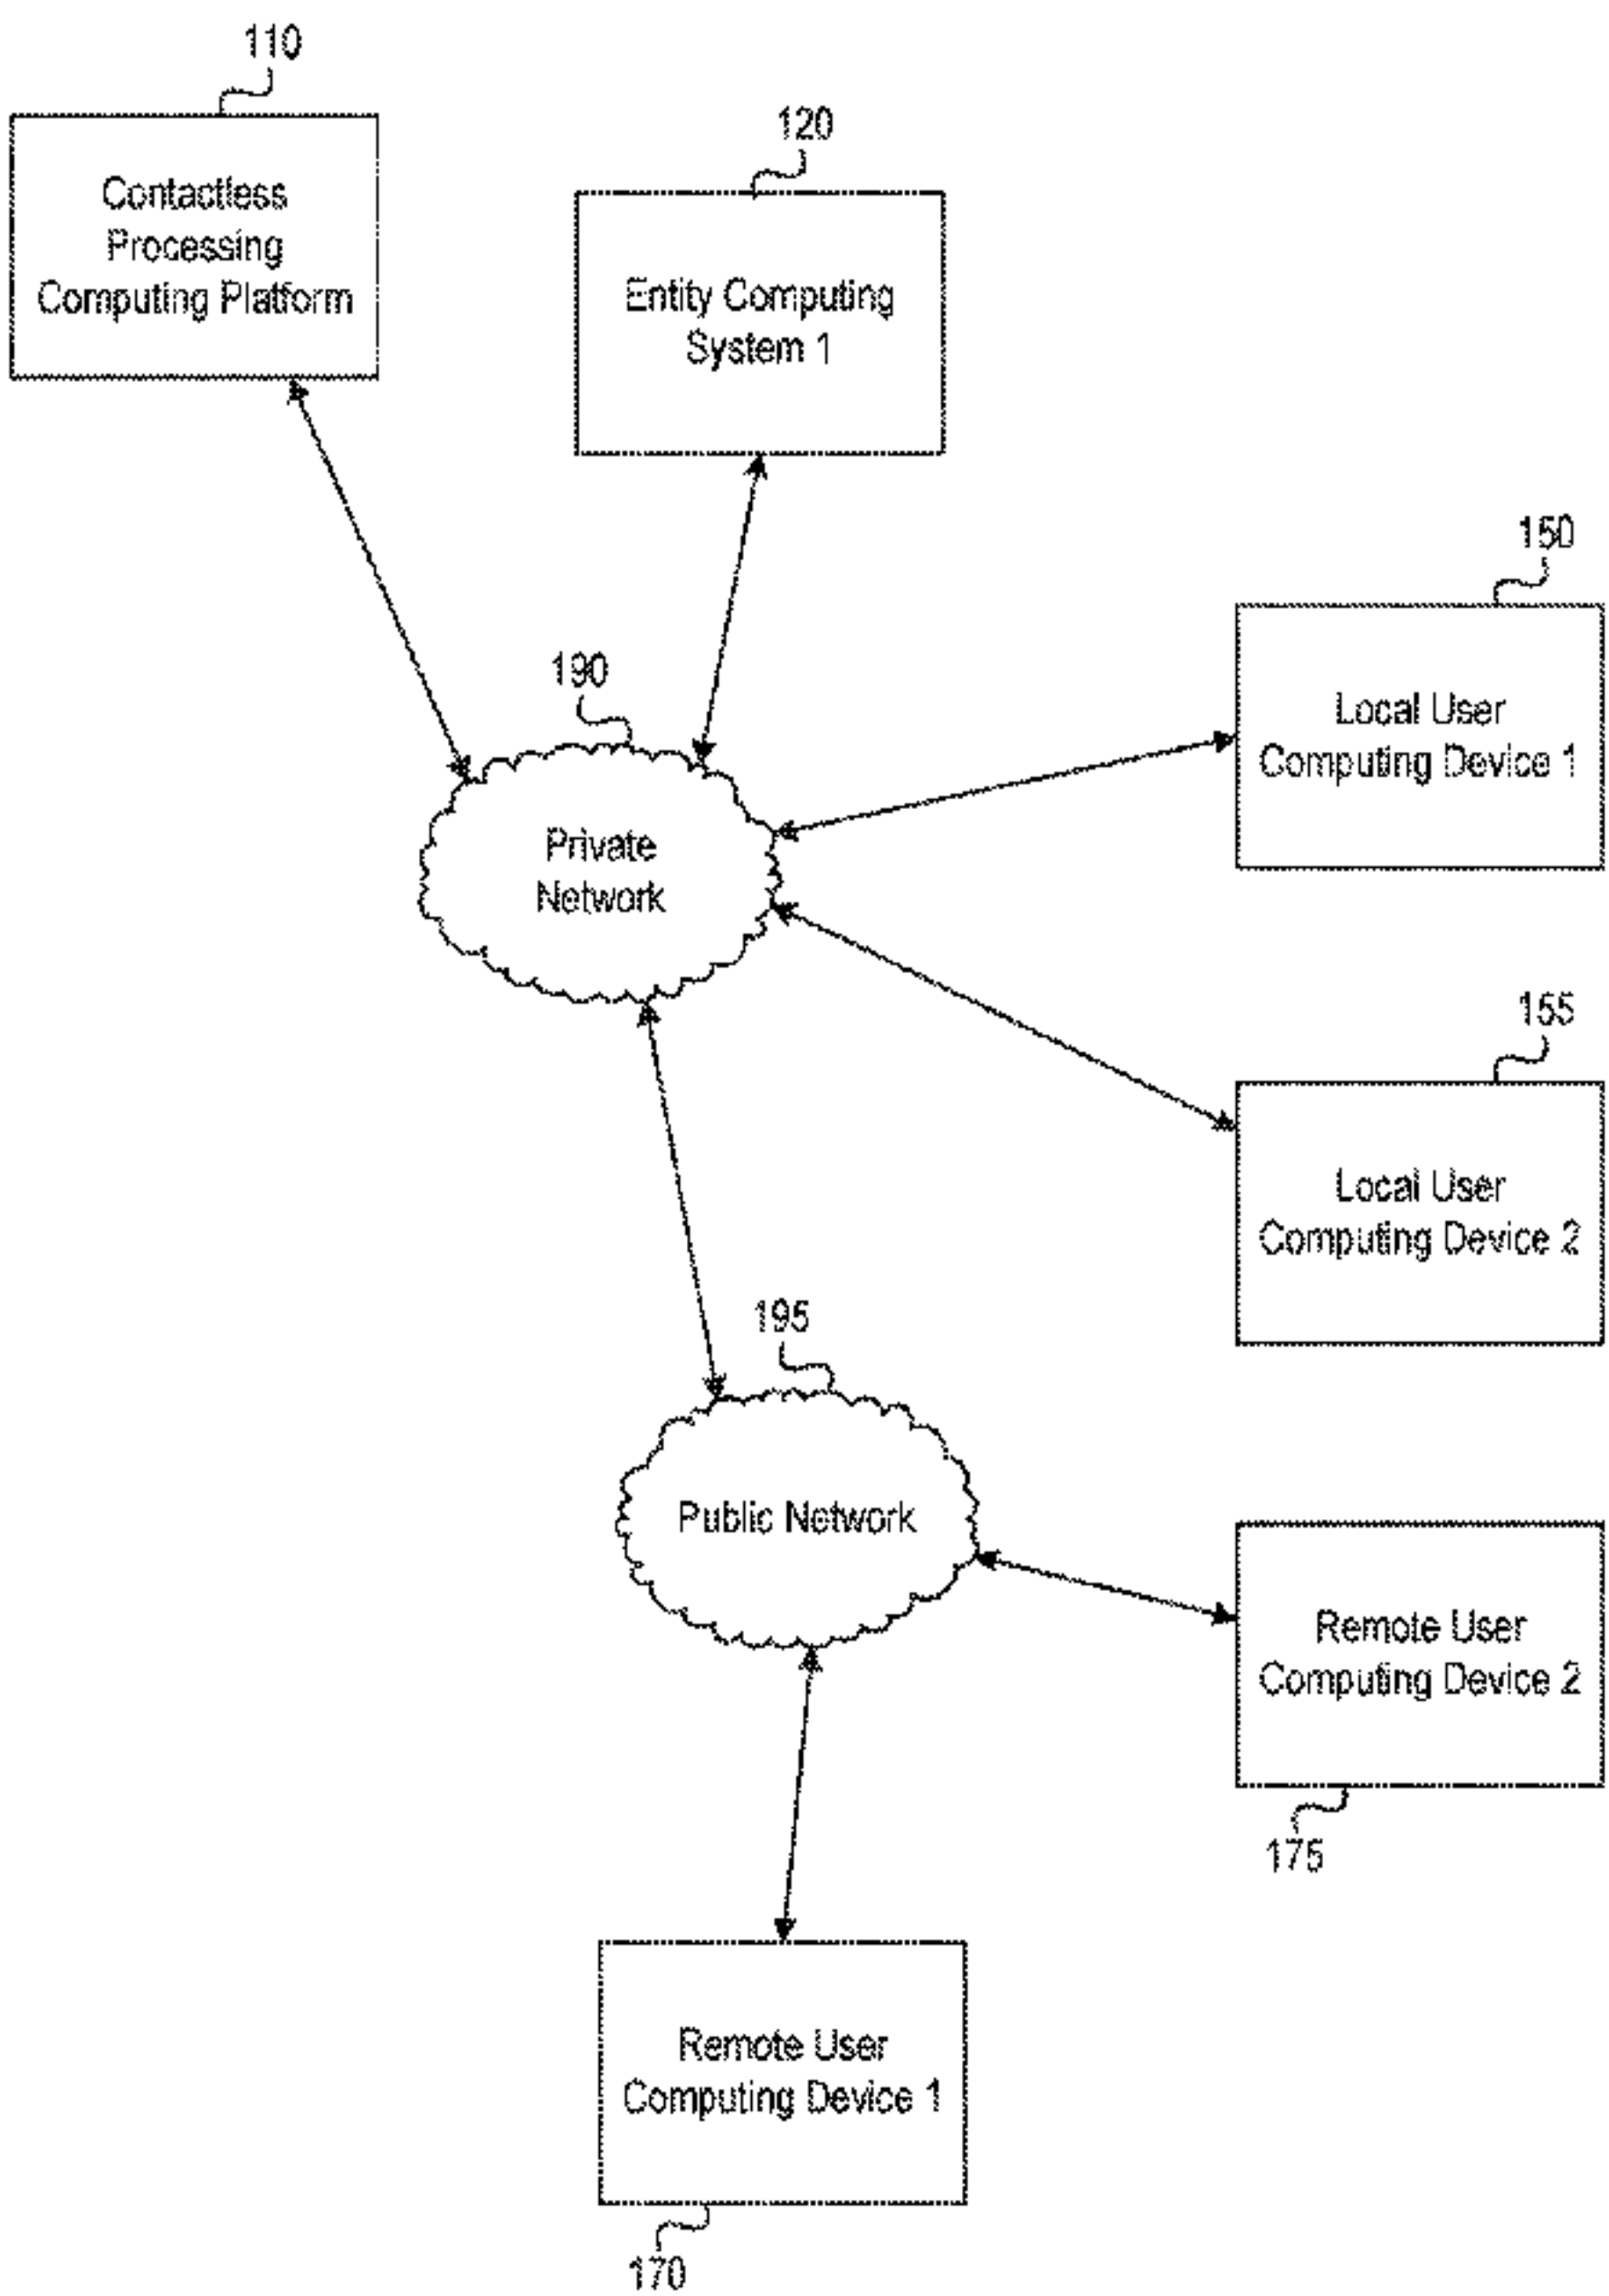 110
Contactless
Processing
Computing Platform
120
Entity Computing
System 1
150
Local User
Computing Device 1
190
Private
Network
155
Local User
Computing Device 2
195
Public Network
Remote User
Computing Device 2
175
Remote User
Computing Device 1
170